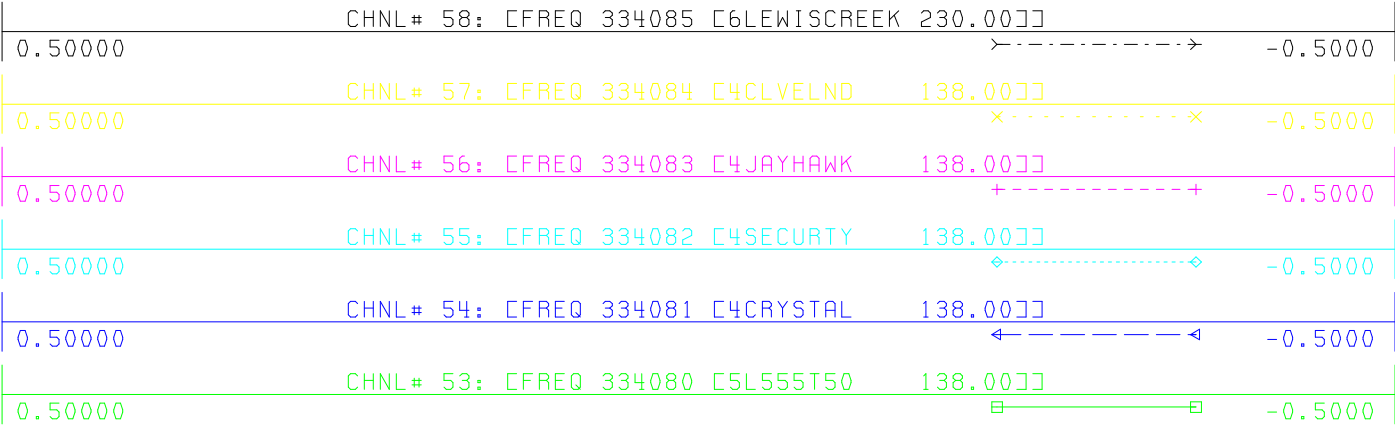 CHNL# 58: [FREQ 334085 [6LEWISCREEK 230.00]]
0.50000 -0.5000
CHNL# 57: [FREQ 334084 [4CLVELND 138.00]]
0.50000 -0.5000
CHNL# 56: [FREQ 334083 [4JAYHAWK 138.00]]
0.50000 -0.5000
CHNL# 55: [FREQ 334082 [4SECURTY 138.00]]
0.50000 -0.5000
CHNL# 54: [FREQ 334081 [4CRYSTAL 138.00]]
0.50000 -0.5000
CHNL# 53: [FREQ 334080 [5L555T50 138.00]]
0.50000 -0.5000